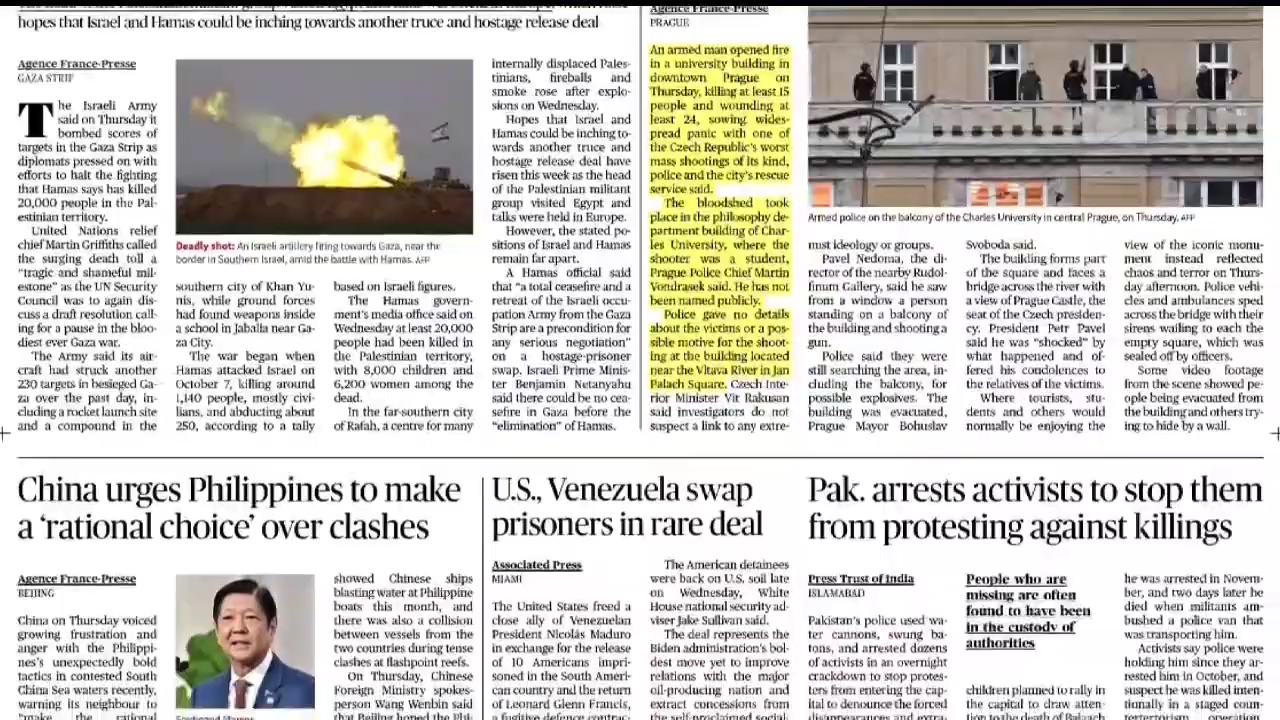 hopes that Israel and Hamas could be inching towards another truce and hostage release deal
Agence France-Presse
GAZA STRIP
The Israeli Army
said on Thursday it
bombed scores of
targets in the Gaza Strip as
diplomats pressed on with
efforts to halt the fighting
that Hamas says has killed
20,000 people in the Pal-
estinian territory.
United Nations relief
chief Martin Griffiths called
the surging death toll a
“tragic and shameful mil-
estone” as the UN Security
Council was to again dis-
cuss a draft resolution call-
ing for a pause in the bloo-
diest ever Gaza war.
The Army said its air-
craft had struck another
230 targets in besieged Ga-
za over the past day, in-
cluding a rocket launch site
and a compound in the
Deadly shot: An Israeli artillery firing towards Gaza, near the
border in Southern Israel, amid the battle with Hamas. AFP
southern city of Khan Yu-
nis, while ground forces
had found weapons inside
a school in Jabalia near Ga-
za City.
The war began when
Hamas attacked Israel on
October 7, killing around
1,140 people, mostly civi-
lians, and abducting about
250, according to a tally
based on Israeli figures.
The Hamas govern-
ment’s media office said on
Wednesday at least 20,000
people had been killed in
the Palestinian territory,
with 8,000 children and
6,200 women among the
dead.
In the far-southern city
of Rafah, a centre for many
internally displaced Pales-
tinians, fireballs and
smoke rose after explo-
sions on Wednesday.
Hopes that Israel and
Hamas could be inching to-
wards another truce and
hostage release deal have
risen this week as the head
of the Palestinian militant
group visited Egypt and
talks were held in Europe.
However, the stated po-
sitions of Israel and Hamas
remain far apart.
A Hamas official said
that “a total ceasefire and a
retreat of the Israeli occu-
pation Army from the Gaza
Strip are a precondition for
any serious negotiation”
on a hostage-prisoner
swap. Israeli Prime Minis-
ter Benjamin Netanyahu
said there could be no cea-
sefire in Gaza before the
“elimination” of Hamas.
Agence France-Presse
PRAGUE
An armed man opened fire
in a university building in
downtown Prague on
Thursday, killing at least 15
people and wounding at
least 24, sowing wides-
pread panic with one of
the Czech Republic’s worst
mass shootings of its kind,
police and the city’s rescue
service said.
The bloodshed took
place in the philosophy de-
partment building of Char-
les University, where the
shooter was a student,
Prague Police Chief Martin
Vondrasek said. He has not
been named publicly.
Police gave no details
about the victims or a pos-
sible motive for the shoot-
ing at the building located
near the Vltava River in Jan
Palach Square. Czech Inte-
rior Minister Vit Rakusan
said investigators do not
suspect a link to any extre-
Armed police on the balcony of the Charles University in central Prague, on Thursday. AFP
mist ideology or groups.
Pavel Nedoma, the di-
rector of the nearby Rudol-
finum Gallery, said he saw
from a window a person
standing on a balcony of
the building and shooting a
gun.
Police said they were
still searching the area, in-
cluding the balcony, for
possible explosives. The
building was evacuated,
Prague Mayor Bohuslav
Svoboda said.
The building forms part
of the square and faces a
bridge across the river with
a view of Prague Castle, the
seat of the Czech presiden-
cy. President Petr Pavel
said he was “shocked” by
what happened and of-
fered his condolences to
the relatives of the victims.
Where tourists, stu-
dents and others would
normally be enjoying the
view of the iconic monu-
ment instead reflected
chaos and terror on Thurs-
day afternoon. Police vehi-
cles and ambulances sped
across the bridge with their
sirens wailing to each the
empty square, which was
sealed off by officers.
Some video footage
from the scene showed pe-
ople being evacuated from
the building and others try-
ing to hide by a wall.
China urges Philippines to make
a ‘rational choice’ over clashes
Agence France-Presse
BEIJING
China on Thursday voiced
growing frustration and
anger with the Philippi-
nes’s unexpectedly bold
tactics in contested South
China Sea waters recently,
warning its neighbour to
“make the rational
Ferdinand Marcos
showed Chinese ships
blasting water at Philippine
boats this month, and
there was also a collision
between vessels from the
two countries during tense
clashes at flashpoint reefs.
On Thursday, Chinese
Foreign Ministry spokes-
person Wang Wenbin said
that Beijing hoped the Phi-
U.S., Venezuela swap
prisoners in rare deal
Associated Press
MIAMI
The United States freed a
close ally of Venezuelan
President Nicolás Maduro
in exchange for the release
of 10 Americans impri-
soned in the South Ameri-
can country and the return
of Leonard Glenn Francis,
a fugitive defence contrac-
The American detainees
were back on U.S. soil late
on Wednesday, White
House national security ad-
viser Jake Sullivan said.
The deal represents the
Biden administration’s bol-
dest move yet to improve
relations with the major
oil-producing nation and
extract concessions from
the self-proclaimed social-
Pak. arrests activists to stop them
from protesting against killings
Press Trust of India
ISLAMABAD
Pakistan’s police used wa-
ter cannons, swung ba-
tons, and arrested dozens
of activists in an overnight
crackdown to stop protes-
ters from entering the cap-
ital to denounce the forced
disappearances and extra-
People who are
missing are often
found to have been
in the custody of
authorities
children planned to rally in
the capital to draw atten-
tion to the death of Balaach
he was arrested in Novem-
ber, and two days later he
died when militants am-
bushed a police van that
was transporting him.
Activists say police were
holding him since they ar-
rested him in October, and
suspect he was killed inten-
tionally in a staged coun-